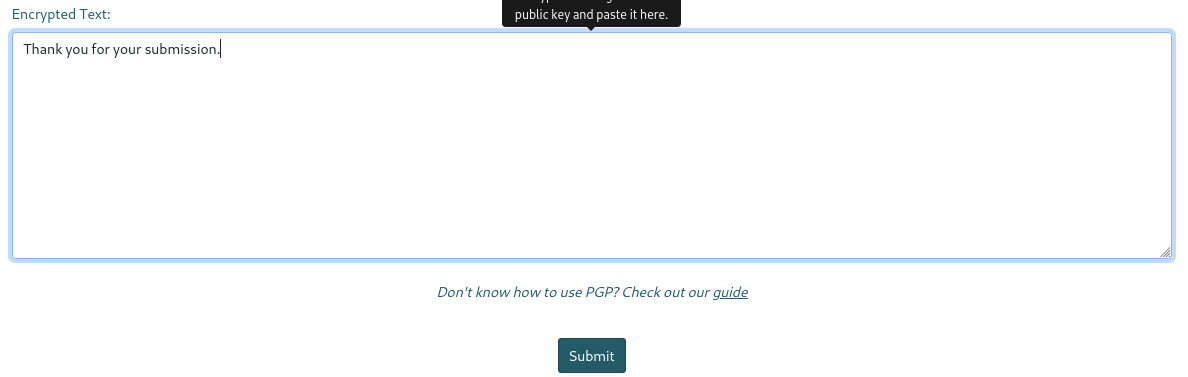 public key and paste it here.
Encrypted Text:
Thank you for your submission.
Don't know how to use PGP? Check out our guide
Submit